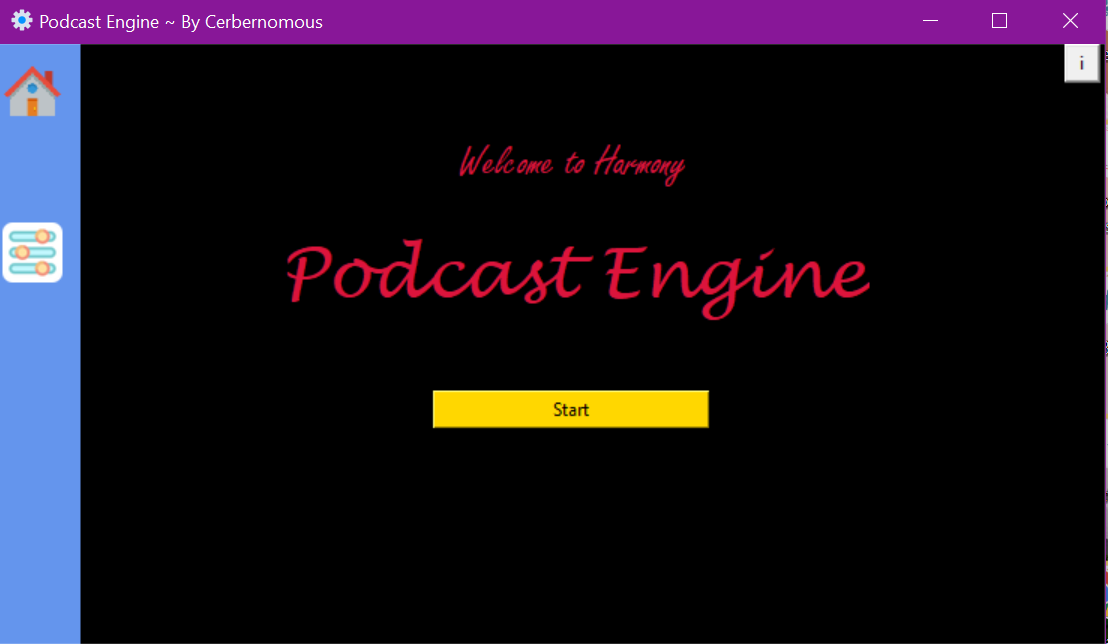 Podcast Engine ~ By Cerbernomous
i
Welcome to Harmony
Podcast Engine
Start